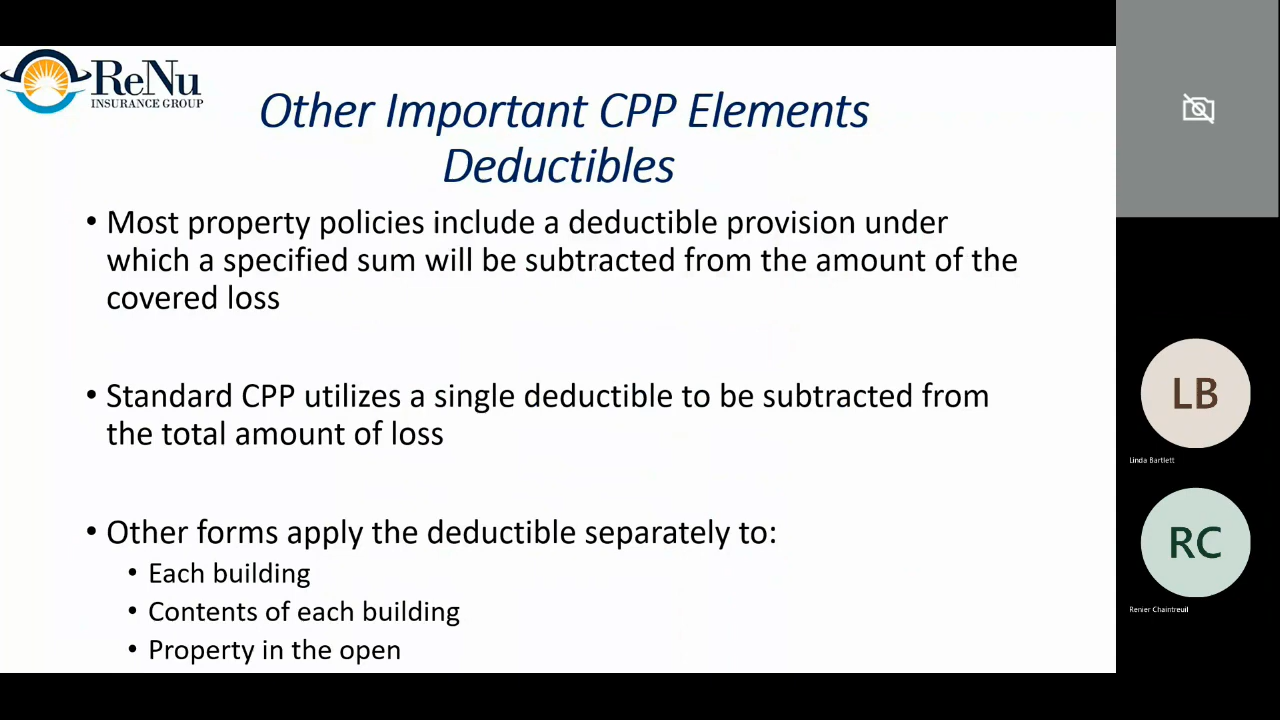 ReNu
INSURANCE GROUP
Other Important CPP Elements
Deductibles
• Most property policies include a deductible provision under
which a specified sum will be subtracted from the amount of the
covered loss
• Standard CPP utilizes a single deductible to be subtracted from
the total amount of loss
• Other forms apply the deductible separately to:
• Each building
• Contents of each building
• Property in the open
LB
Linda Bartlett
RC
Renier Chaintreuil